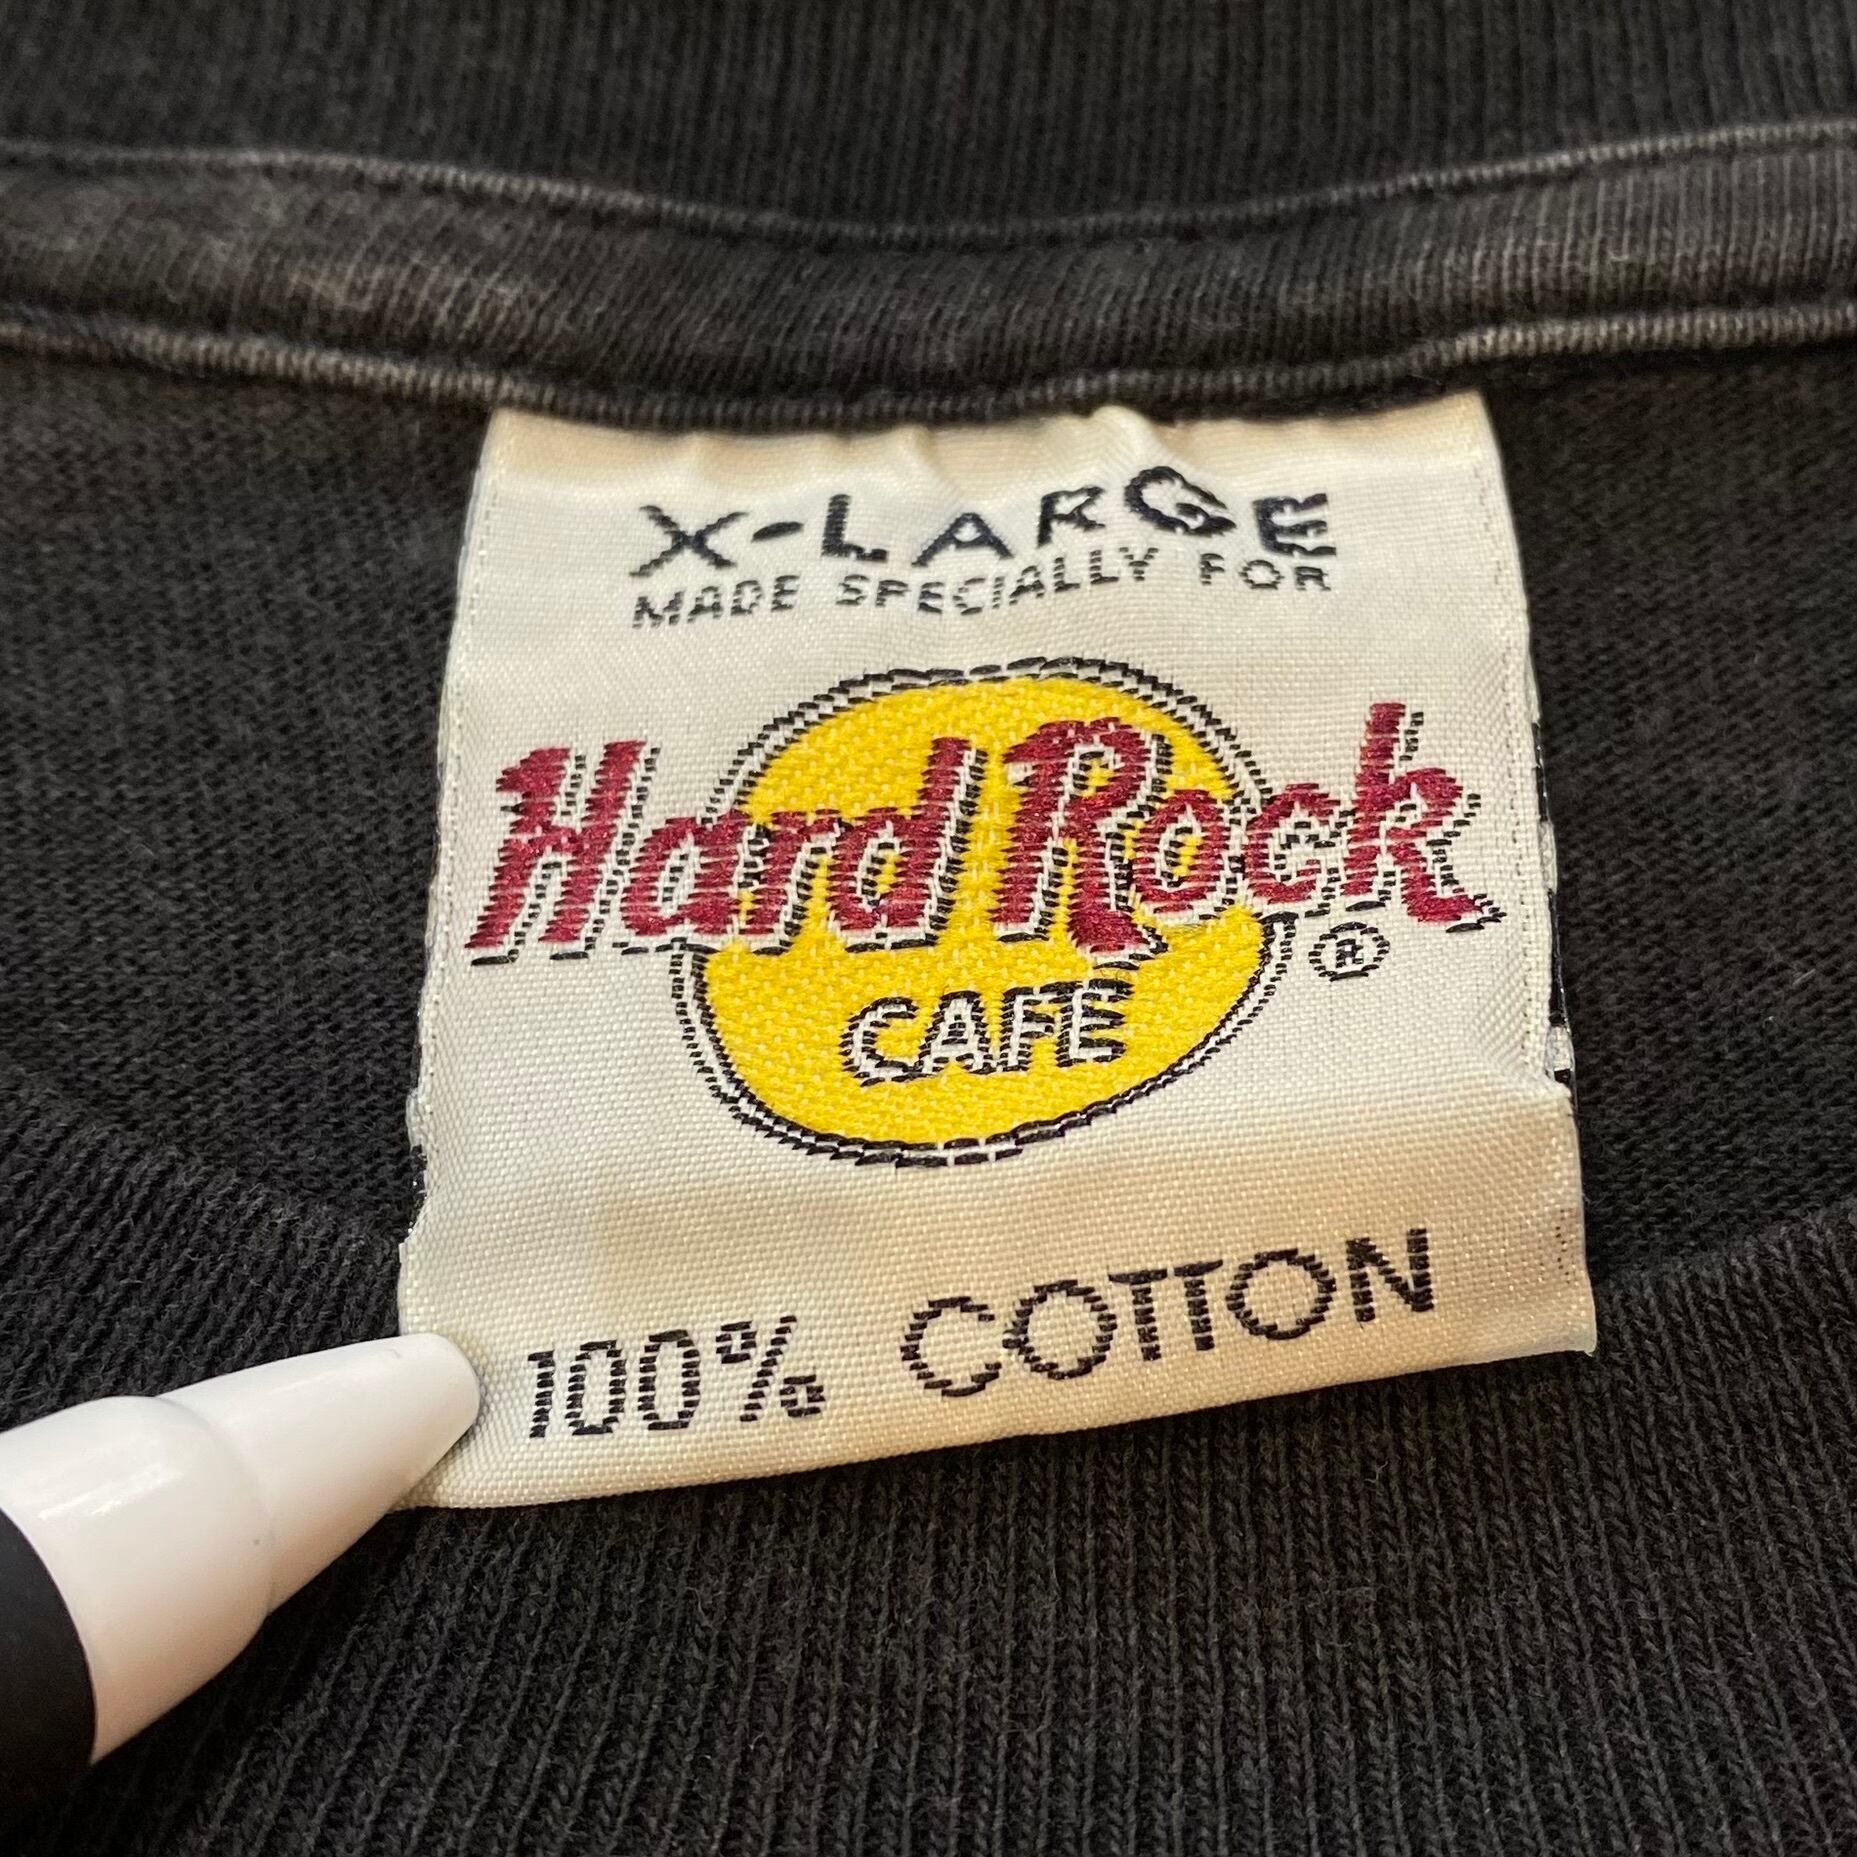 X-LARGE
MADE SPECIALLY FOR
Hard Rock
®
CAFE
100% COTTON